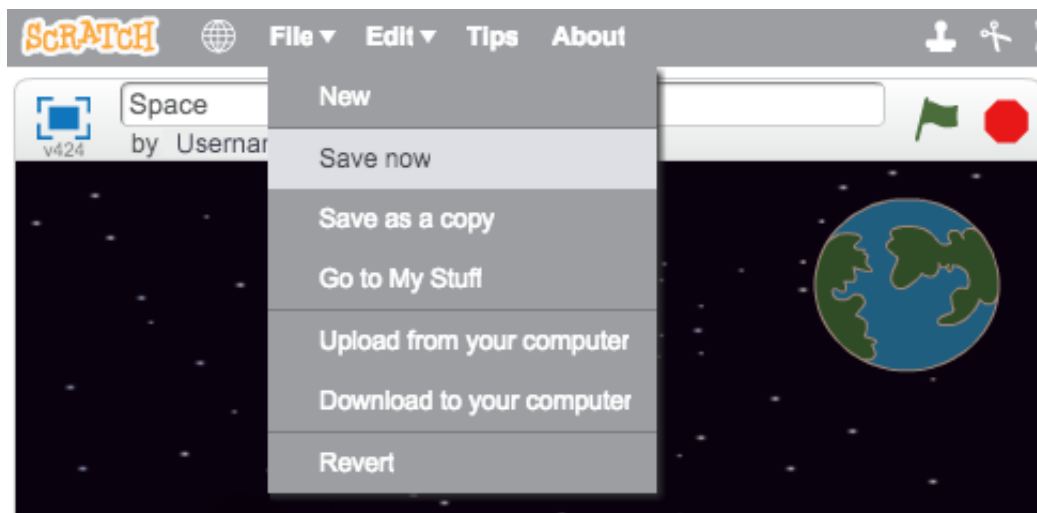 SCRATCH File Edit Tips About
Space
v424
by Usernar
New
Save now
Save as a copy
Go to My Stuff
Upload from your computer
Download to your computer
Revert